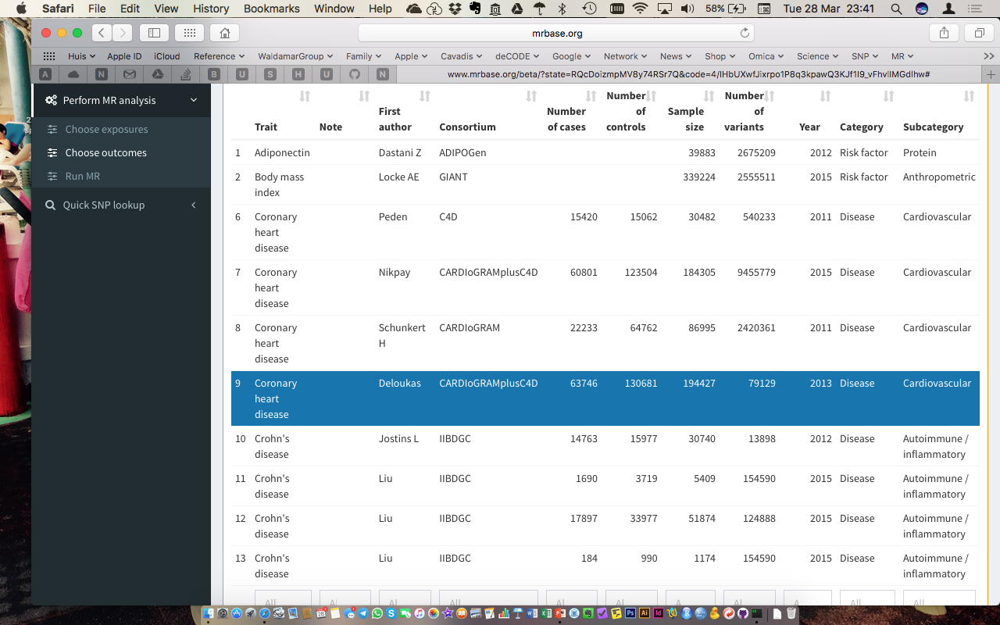 Safari File Edit View History Bookmarks Window Help 58% Tue 28 Mar 23:41
mrbase.org
Huis Apple ID iCloud Reference WaldamarGroup Family Apple Cavadis deCODE Google Network News Shop Omica Science SNP MR >>
A N B U S H U N www.mrbase.org/beta/?state=
Perform MR analysis
Choose exposures
Choose outcomes
Run MR
Quick SNP lookup
Number Number
First Number of Sample of
Trait Note author Consortium of cases controls size variants Year Category Subcategory
1 Adiponectin Dastani Z ADIPOGen 39883 2675209 2012 Risk factor Protein
2 Body mass Locke AE GIANT 339224 2555511 2015 Risk factor Anthropometric
index
6 Coronary Peden C4D 15420 15062 30482 540233 2011 Disease Cardiovascular
heart
disease
7 Coronary Nikpay CARDIoGRAMplusC4D 60801 123504 184305 9455779 2015 Disease Cardiovascular
heart
disease
8 Coronary Schunkert CARDIoGRAM 22233 64762 86995 2420361 2011 Disease Cardiovascular
heart H
disease
9 Coronary Deloukas CARDIoGRAMplusC4D 63746 130681 194427 79129 2013 Disease Cardiovascular
heart
disease
10 Crohn's Jostins L IIBDGC 14763 15977 30740 13898 2012 Disease Autoimmune /
disease inflammatory
11 Crohn's Liu IIBDGC 1690 3719 5409 154590 2015 Disease Autoimmune /
disease inflammatory
12 Crohn's Liu IIBDGC 17897 33977 51874 124888 2015 Disease Autoimmune /
disease inflammatory
13 Crohn's Liu IIBDGC 184 990 1174 154590 2015 Disease Autoimmune /
disease inflammatory